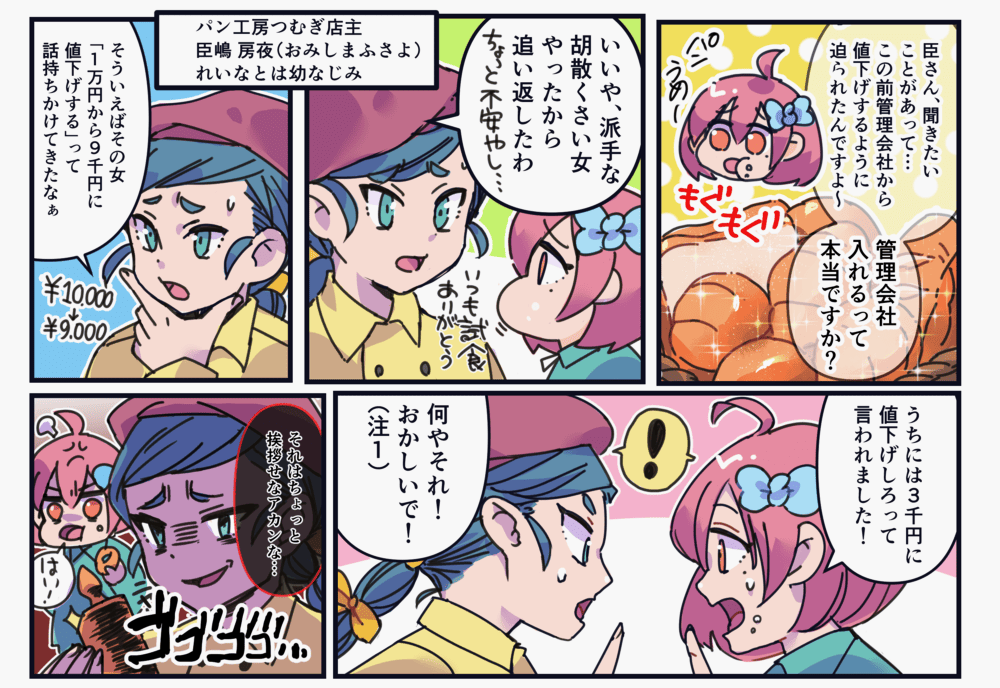 臣さん、聞きたい
ことがあって…
この前管理会社から
値下げするように
迫られたんですよ～
管理会社
入れるって
本当ですか？
うめー
もぐ
もぐ
いいや、派手な
胡散くさい女
やったから
追い返したわ
ちょっと不安やし…
いつも試食
ありがとう
パン工房つむぎ店主
臣嶋 房夜（おみしまふさよ）
れいなとは幼なじみ
そういえばその女
「１万円から９千円に
値下げする」って
話持ちかけてきたなぁ
¥10,000
↓
¥9,000
うちには３千円に
値下げしろって
言われました！
何やそれ！
おかしいで！
（注１）
それはちょっと
挨拶せなアカンな…
はい！
ゴゴゴゴ…